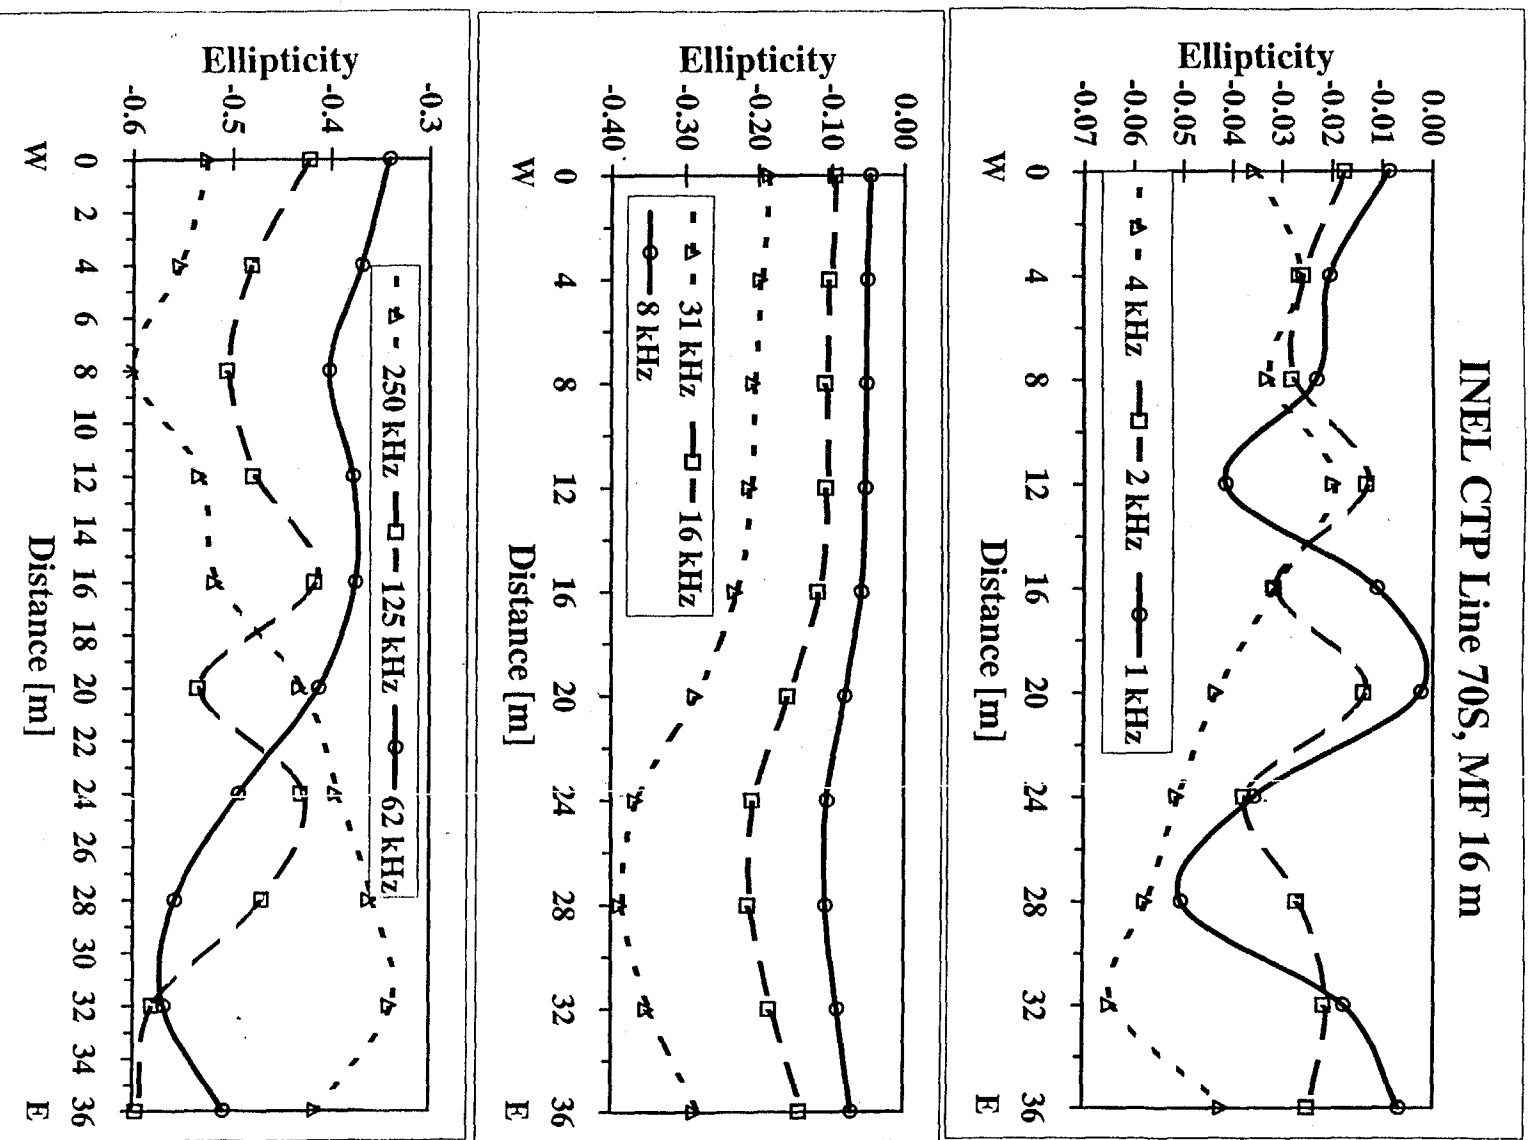 INEL CTP Line 70S, MF 16 m
Ellipticity
0.00
-0.01
-0.02
-0.03
-0.04
-0.05
-0.06
-0.07
4 kHz 2 kHz 1 kHz
0 4 8 12 16 20 24 28 32 36
W Distance [m] E
Ellipticity
0.00
-0.10
-0.20
-0.30
-0.40
31 kHz 16 kHz
8 kHz
0 4 8 12 16 20 24 28 32 36
W Distance [m] E
Ellipticity
-0.3
-0.4
-0.5
-0.6
250 kHz 125 kHz 62 kHz
0 2 4 6 8 10 12 14 16 18 20 22 24 26 28 30 32 34 36
W Distance [m] E